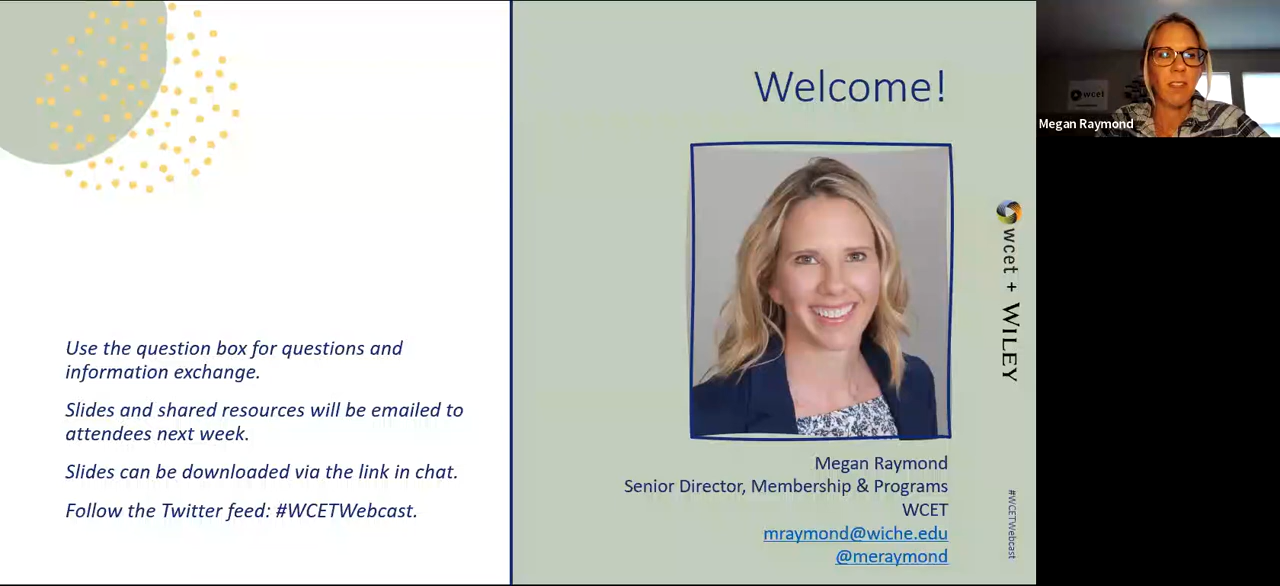 Use the question box for questions and
information exchange.
Slides and shared resources will be emailed to
attendees next week.
Slides can be downloaded via the link in chat.
Follow the Twitter feed: #WCETWebcast.
Welcome!
Megan Raymond
Senior Director, Membership & Programs
WCET
mraymond@wiche.edu
@meraymond
wcet + WILEY
#WCETWebcast
wcet
Megan Raymond